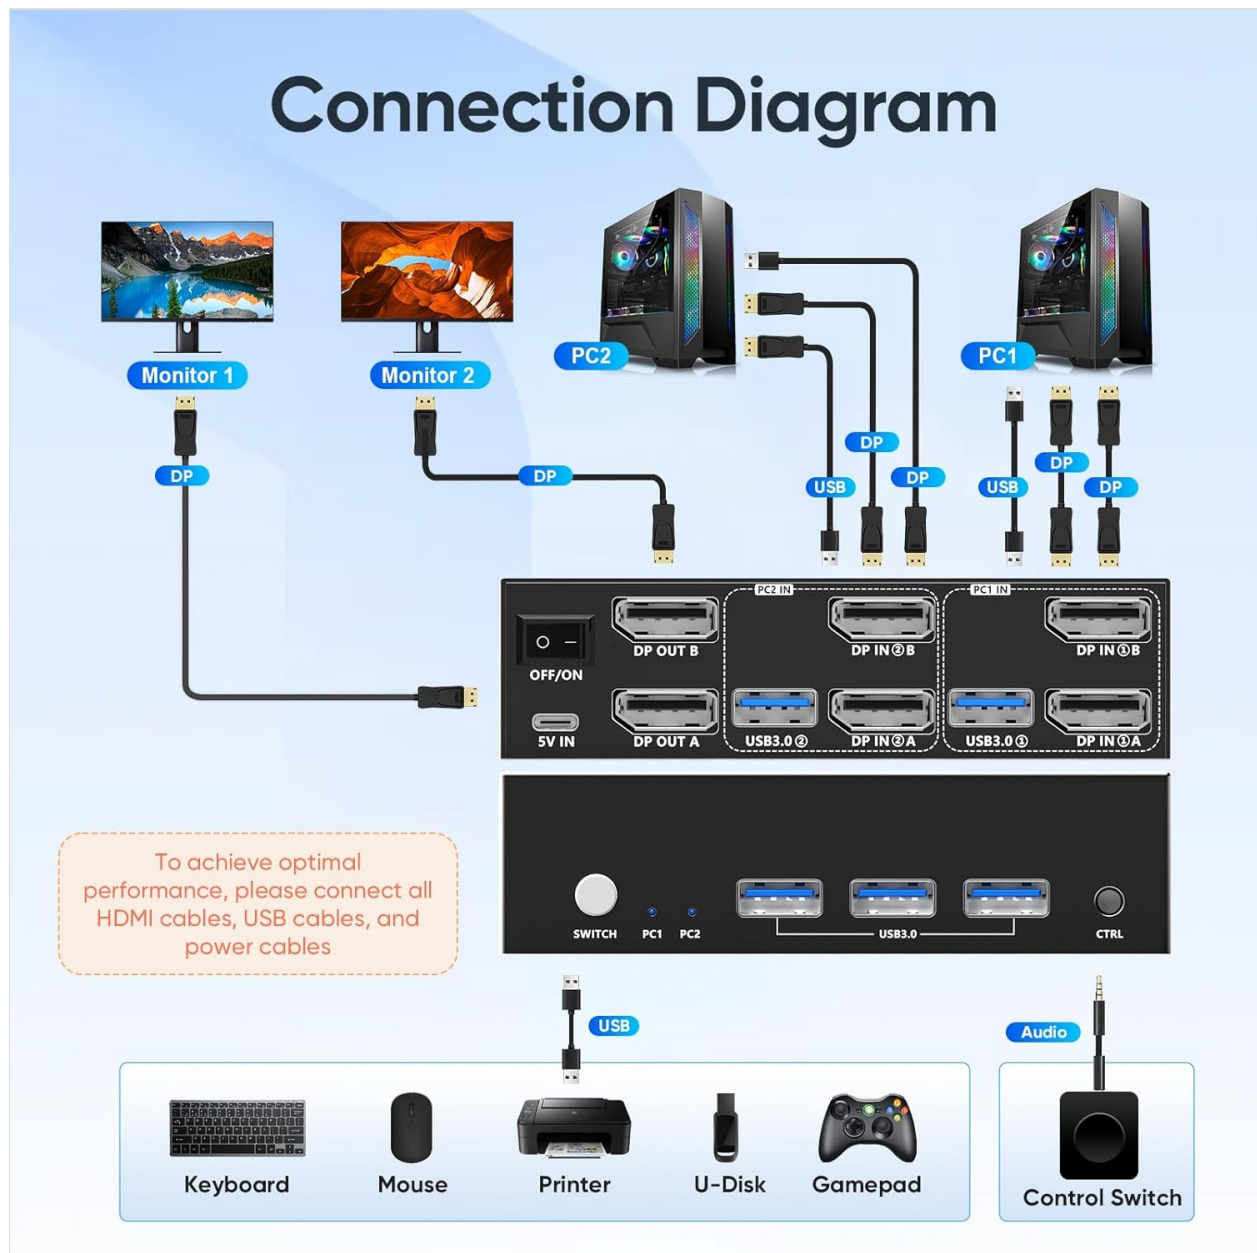 Connection Diagram
Monitor 1
Monitor 2
PC2
PC1
DP
DP
USB
DP
DP
USB
DP
DP
PC2 IN
PC1 IN
OFF/ON
DP OUT B
DP IN②B
DP IN①B
5V IN
DP OUT A
USB3.0②
DP IN②A
USB3.0①
DP IN①A
To achieve optimal
performance, please connect all
HDMI cables, USB cables, and
power cables
SWITCH
PC1
PC2
USB3.0
CTRL
USB
Audio
Keyboard
Mouse
Printer
U-Disk
Gamepad
Control Switch